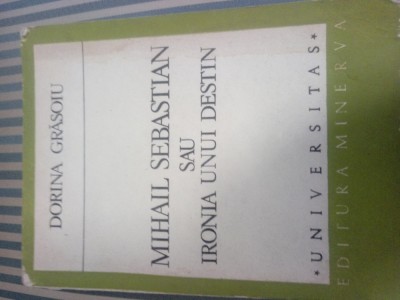 DORINA GRĂSOIU
MIHAIL SEBASTIAN
SAU
IRONIA UNUI DESTIN
* UNIVERSITAS *
EDITURA MINERVA